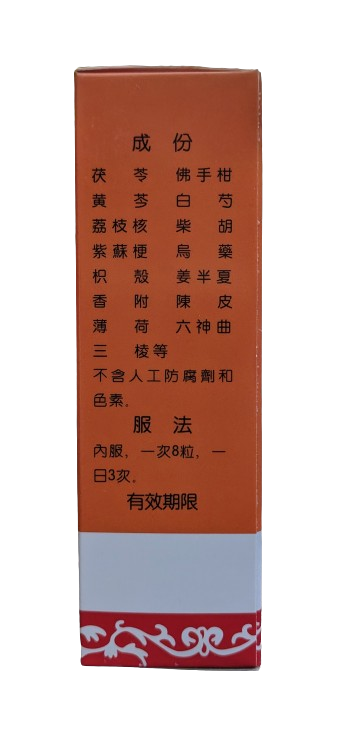 成 份
茯 苓 佛手柑
黄 芩 白 芍
荔枝核 柴 胡
紫蘇梗 烏 藥
枳 殼 姜半夏
香 附 陳 皮
薄 荷 六神曲
三 棱等
不含人工防腐劑和
色素.
服 法
內服, 一次8粒, 一
日3次.
有效期限